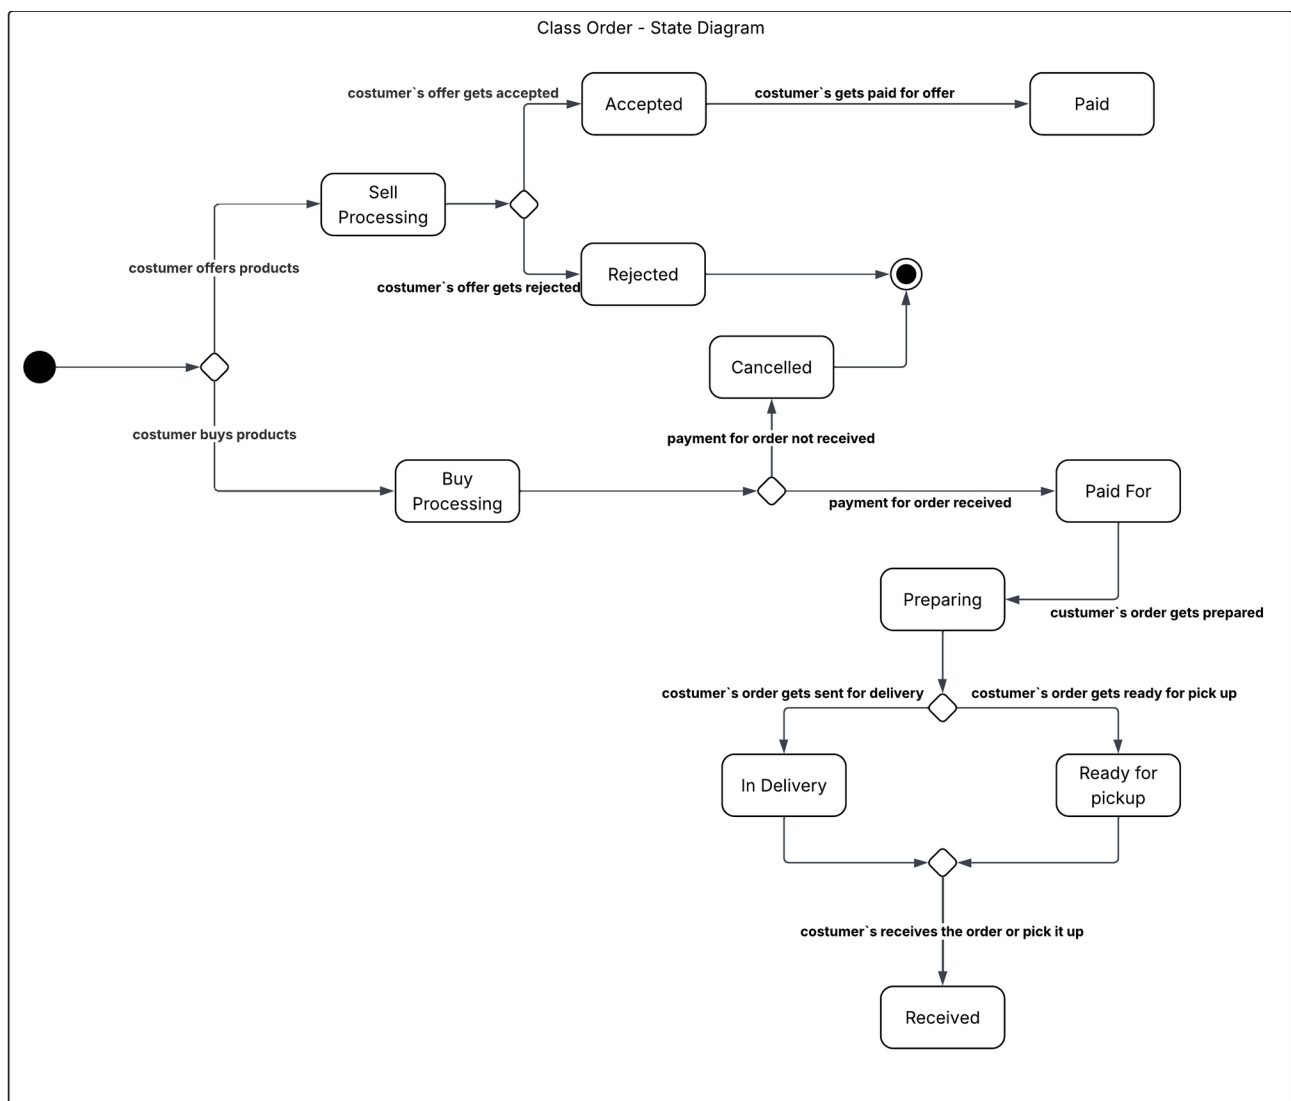 Class Order - State Diagram
costumer`s offer gets accepted
Accepted
costumer`s gets paid for offer
Paid
Sell
Processing
costumer offers products
costumer`s offer gets rejected
Rejected
Cancelled
costumer buys products
payment for order not received
Buy
Processing
payment for order received
Paid For
Preparing
custumer`s order gets prepared
costumer`s order gets sent for delivery
costumer`s order gets ready for pick up
In Delivery
Ready for
pickup
costumer`s receives the order or pick it up
Received